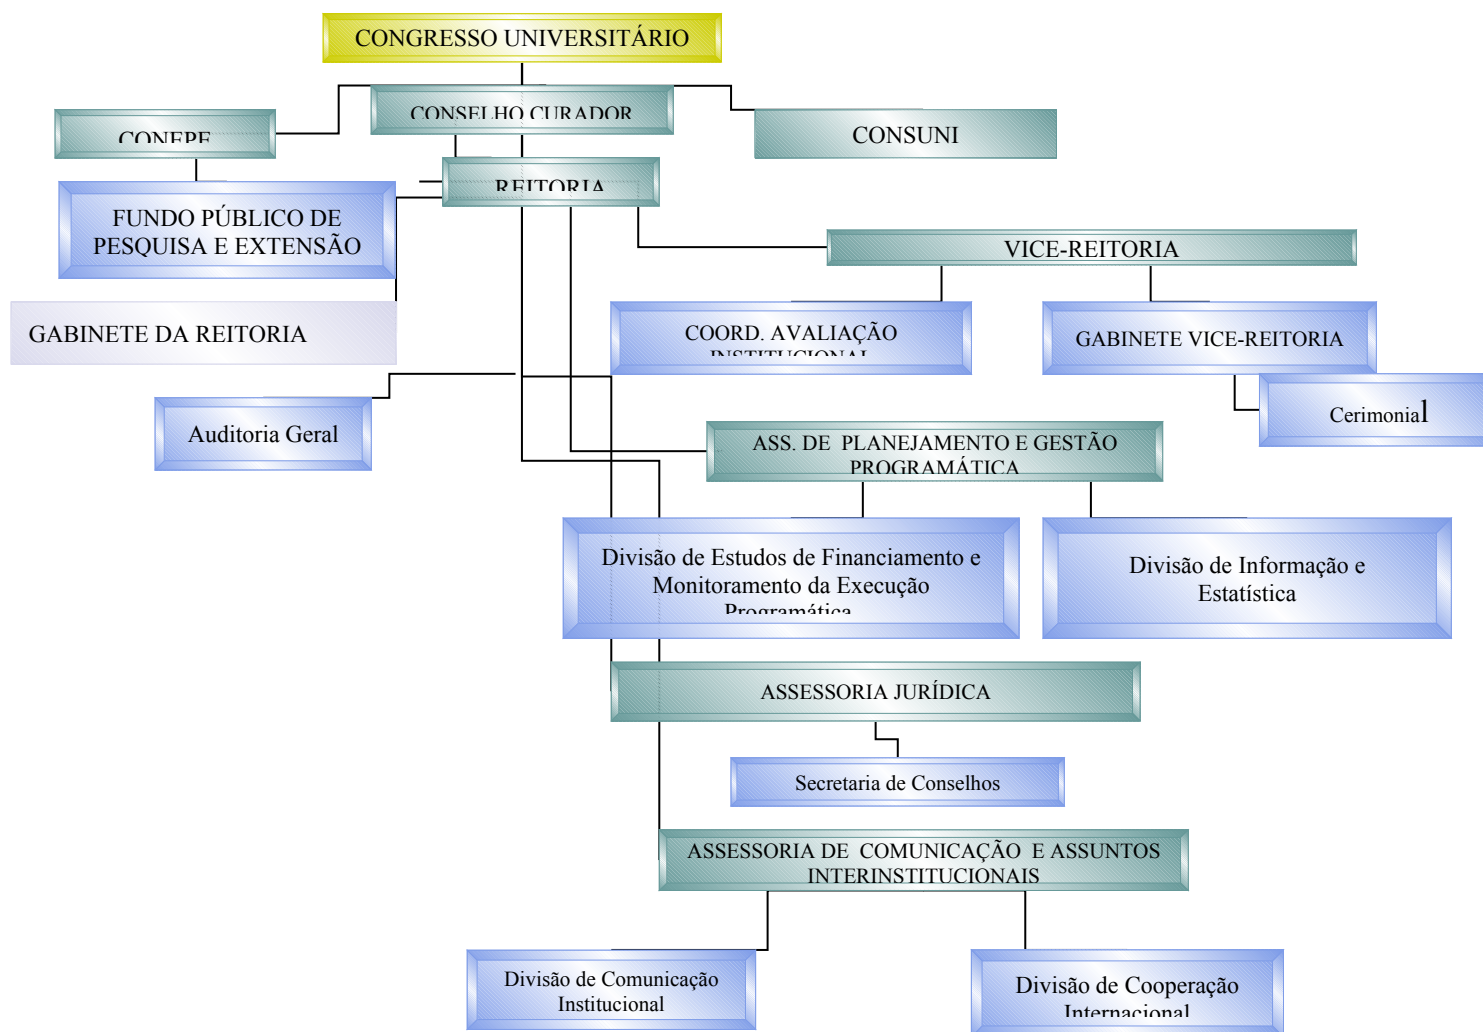 CONGRESSO UNIVERSITÁRIO
CONSELHO CURADOR
CONEPE
CONSUNI
REITORIA
FUNDO PÚBLICO DE
PESQUISA E EXTENSÃO
VICE-REITORIA
GABINETE DA REITORIA
COORD. AVALIAÇÃO
INSTITUCIONAL
GABINETE VICE-REITORIA
Cerimonial
Auditoria Geral
ASS. DE PLANEJAMENTO E GESTÃO
PROGRAMÁTICA
Divisão de Estudos de Financiamento e
Monitoramento da Execução
Programática
Divisão de Informação e
Estatística
ASSESSORIA JURÍDICA
Secretaria de Conselhos
ASSESSORIA DE COMUNICAÇÃO E ASSUNTOS
INTERINSTITUCIONAIS
Divisão de Comunicação
Institucional
Divisão de Cooperação
Internacional